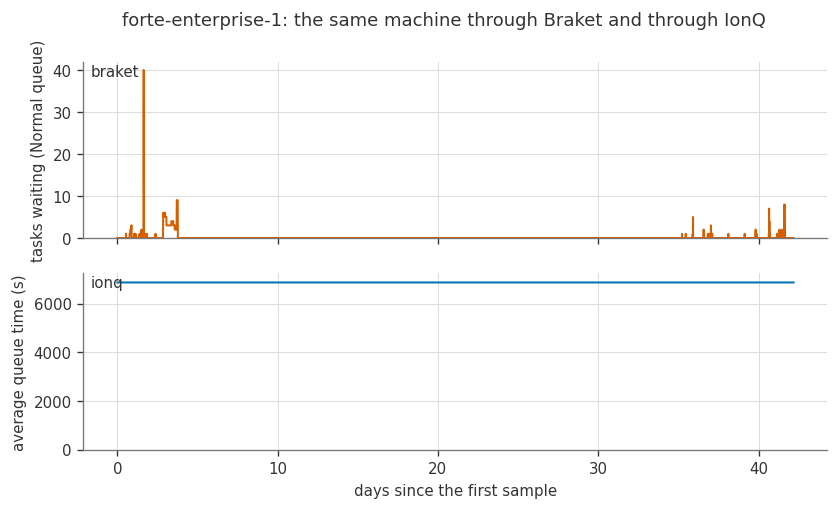 forte-enterprise-1: the same machine through Braket and through IonQ
tasks waiting (Normal queue)
braket
40
30
20
10
0
average queue time (s)
ionq
6000
4000
2000
0
0 10 20 30 40
days since the first sample